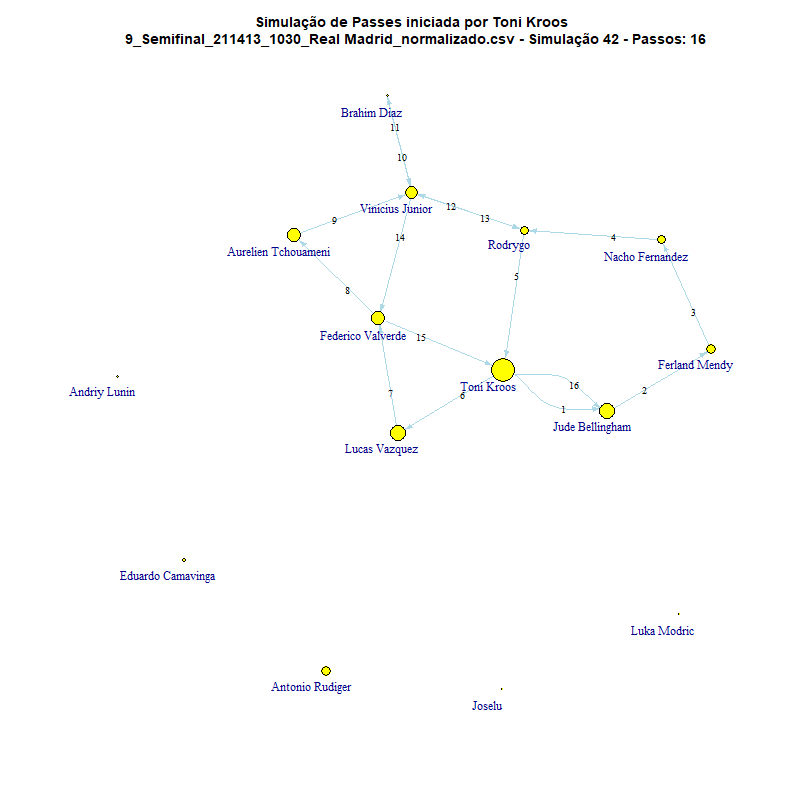 Simulação de Passes iniciada por Toni Kroos
9_Semifinal_211413_1030_Real Madrid_normalizado.csv - Simulação 42 - Passos: 16
Brahim Diaz
11
10
Vinicius Junior
12
13
9
14
Rodrygo
4
Aurelien Tchouameni
Nacho Fernandez
5
8
3
Federico Valverde
15
Ferland Mendy
Toni Kroos
16
Andriy Lunin
7
6
2
1
Jude Bellingham
Lucas Vazquez
Eduardo Camavinga
Luka Modric
Antonio Rudiger
Joselu